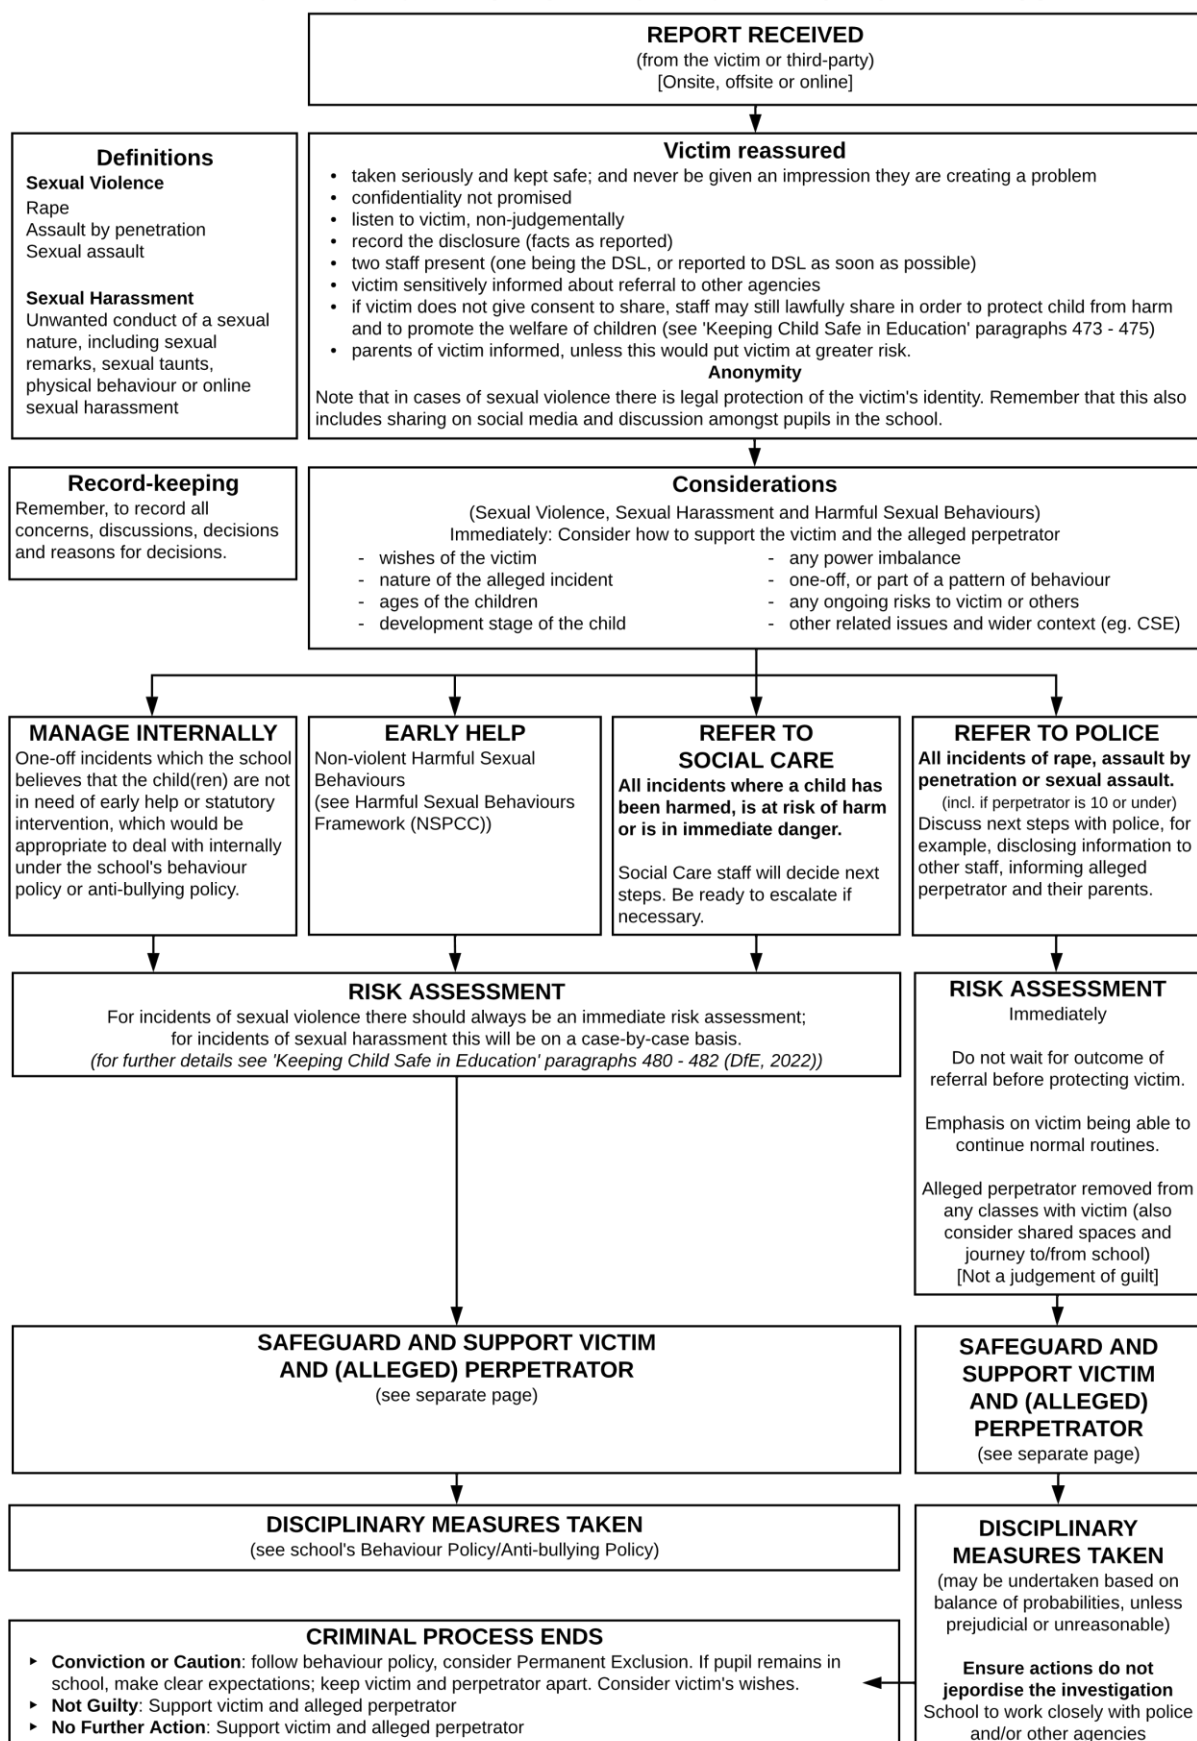 REPORT RECEIVED
(from the victim or third-party)
[Onsite, offsite or online]
Definitions
Sexual Violence
Rape
Assault by penetration
Sexual assault
Sexual Harassment
Unwanted conduct of a sexual
nature, including sexual
remarks, sexual taunts,
physical behaviour or online
sexual harassment
Victim reassured
• taken seriously and kept safe; and never be given an impression they are creating a problem
• confidentiality not promised
• listen to victim, non-judgementally
• record the disclosure (facts as reported)
• two staff present (one being the DSL, or reported to DSL as soon as possible)
• victim sensitively informed about referral to other agencies
• if victim does not give consent to share, staff may still lawfully share in order to protect child from harm
and to promote the welfare of children (see 'Keeping Child Safe in Education' paragraphs 473 - 475)
• parents of victim informed, unless this would put victim at greater risk.
Anonymity
Note that in cases of sexual violence there is legal protection of the victim's identity. Remember that this also
includes sharing on social media and discussion amongst pupils in the school.
Record-keeping
Remember, to record all
concerns, discussions, decisions
and reasons for decisions.
Considerations
(Sexual Violence, Sexual Harassment and Harmful Sexual Behaviours)
Immediately: Consider how to support the victim and the alleged perpetrator
- wishes of the victim
- nature of the alleged incident
- ages of the children
- development stage of the child
- any power imbalance
- one-off, or part of a pattern of behaviour
- any ongoing risks to victim or others
- other related issues and wider context (eg. CSE)
MANAGE INTERNALLY
One-off incidents which the school
believes that the child(ren) are not
in need of early help or statutory
intervention, which would be
appropriate to deal with internally
under the school's behaviour
policy or anti-bullying policy.
EARLY HELP
Non-violent Harmful Sexual
Behaviours
(see Harmful Sexual Behaviours
Framework (NSPCC))
REFER TO
SOCIAL CARE
All incidents where a child has
been harmed, is at risk of harm
or is in immediate danger.
Social Care staff will decide next
steps. Be ready to escalate if
necessary.
REFER TO POLICE
All incidents of rape, assault by
penetration or sexual assault.
(incl. if perpetrator is 10 or under)
Discuss next steps with police, for
example, disclosing information to
other staff, informing alleged
perpetrator and their parents.
RISK ASSESSMENT
For incidents of sexual violence there should always be an immediate risk assessment;
for incidents of sexual harassment this will be on a case-by-case basis.
(for further details see 'Keeping Child Safe in Education' paragraphs 480 - 482 (DfE, 2022))
RISK ASSESSMENT
Immediately
Do not wait for outcome of
referral before protecting victim.
Emphasis on victim being able to
continue normal routines.
Alleged perpetrator removed from
any classes with victim (also
consider shared spaces and
journey to/from school)
[Not a judgement of guilt]
SAFEGUARD AND SUPPORT VICTIM
AND (ALLEGED) PERPETRATOR
(see separate page)
SAFEGUARD AND
SUPPORT VICTIM
AND (ALLEGED)
PERPETRATOR
(see separate page)
DISCIPLINARY MEASURES TAKEN
(see school's Behaviour Policy/Anti-bullying Policy)
DISCIPLINARY
MEASURES TAKEN
(may be undertaken based on
balance of probabilities, unless
prejudicial or unreasonable)
Ensure actions do not
jepordise the investigation
School to work closely with police
and/or other agencies
CRIMINAL PROCESS ENDS
▸ Conviction or Caution: follow behaviour policy, consider Permanent Exclusion. If pupil remains in
school, make clear expectations; keep victim and perpetrator apart. Consider victim's wishes.
▸ Not Guilty: Support victim and alleged perpetrator
▸ No Further Action: Support victim and alleged perpetrator